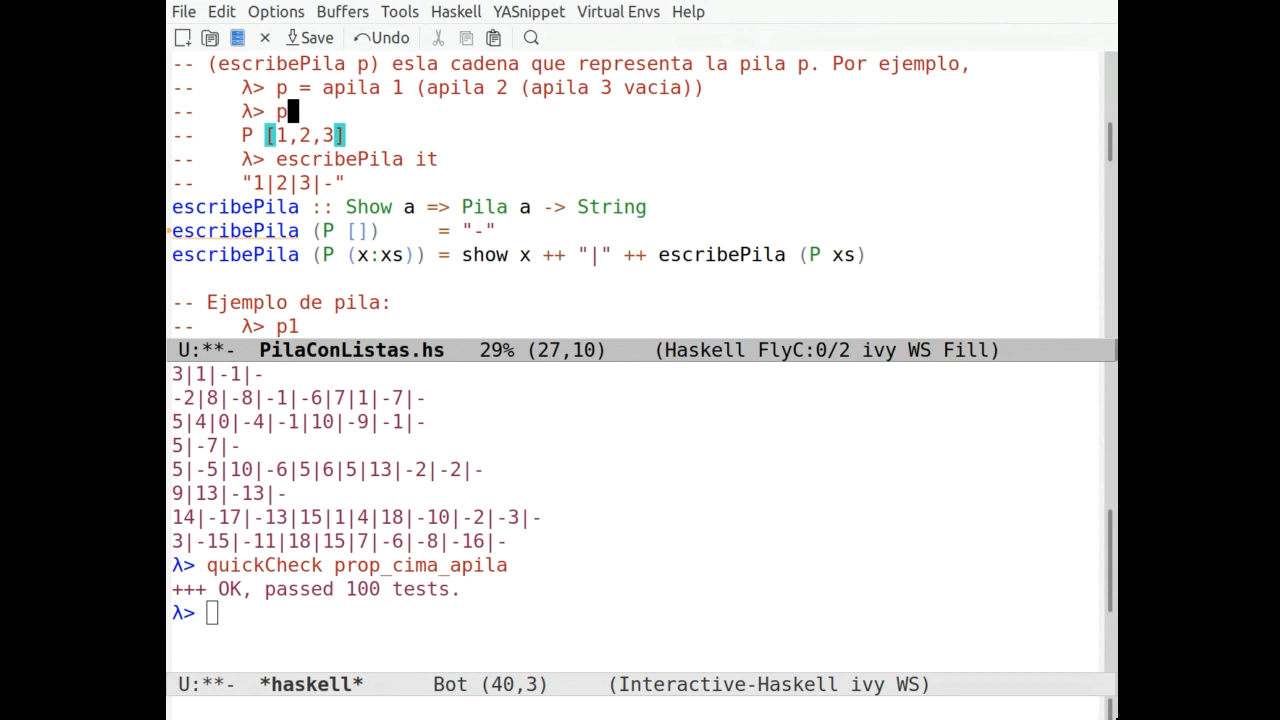 File Edit Options Buffers Tools Haskell YASnippet Virtual Envs Help
Save Undo
-- (escribePila p) esla cadena que representa la pila p. Por ejemplo,
--    λ> p = apila 1 (apila 2 (apila 3 vacia))
--    λ> p
--    P [1,2,3]
--    λ> escribePila it
--    "1|2|3|-"
escribePila :: Show a => Pila a -> String
escribePila (P [])     = "-"
escribePila (P (x:xs)) = show x ++ "|" ++ escribePila (P xs)
-- Ejemplo de pila:
--    λ> p1
U:**-  PilaConListas.hs   29% (27,10)    (Haskell FlyC:0/2 ivy WS Fill)
3|1|-1|-
-2|8|-8|-1|-6|7|1|-7|-
5|4|0|-4|-1|10|-9|-1|-
5|-7|-
5|-5|10|-6|5|6|5|13|-2|-2|-
9|13|-13|-
14|-17|-13|15|1|4|18|-10|-2|-3|-
3|-15|-11|18|15|7|-6|-8|-16|-
λ> quickCheck prop_cima_apila
+++ OK, passed 100 tests.
λ>
U:**-  *haskell*      Bot (40,3)     (Interactive-Haskell ivy WS)